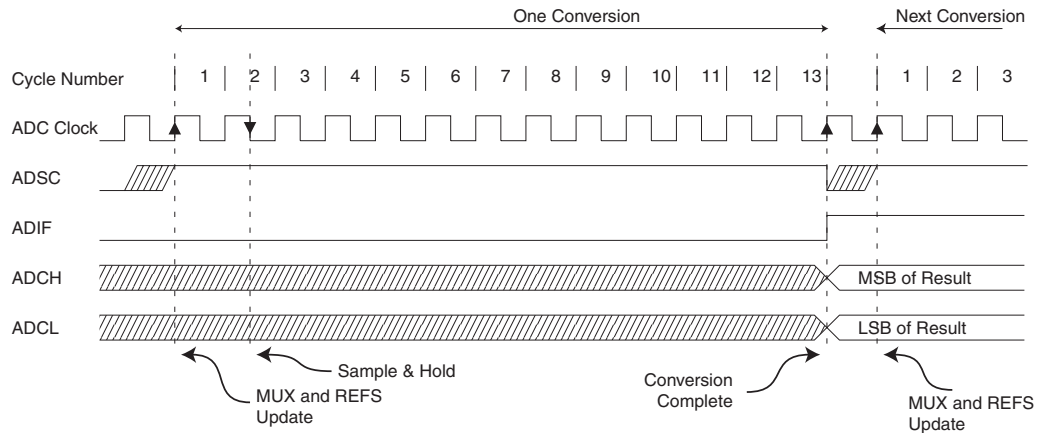 One Conversion
Next Conversion
Cycle Number 1 2 3 4 5 6 7 8 9 10 11 12 13 1 2 3
ADC Clock
ADSC
ADIF
ADCH
MSB of Result
ADCL
LSB of Result
Sample & Hold
MUX and REFS
Update
Conversion
Complete
MUX and REFS
Update